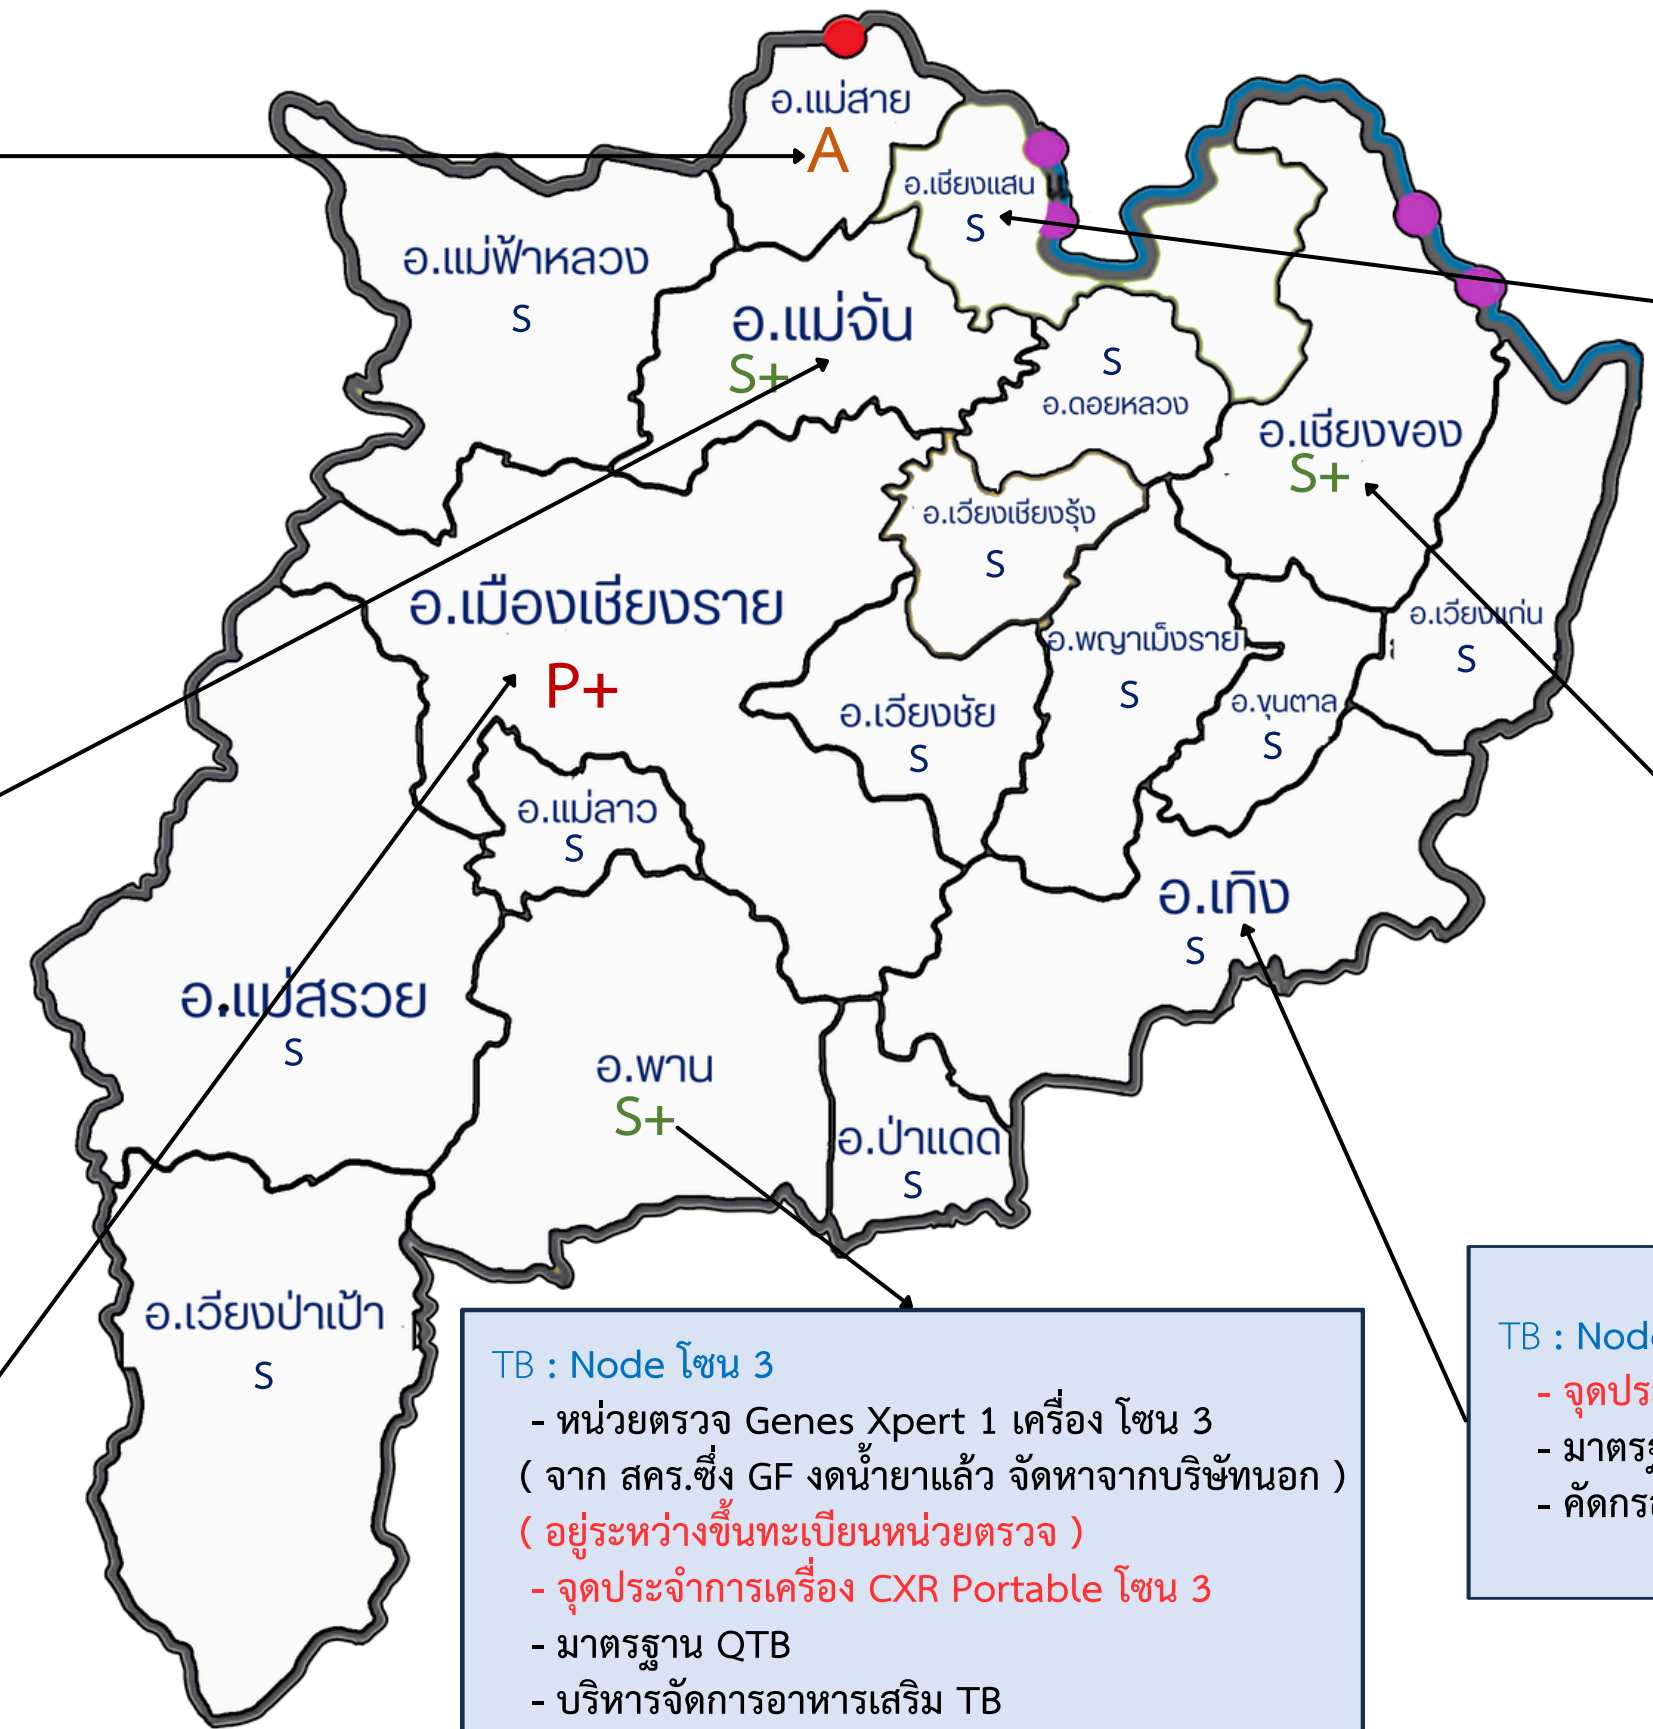 อ.แม่สาย
A
อ.เชียงแสน
S
อ.แม่ฟ้าหลวง
S
อ.แม่จัน
S+
S
อ.ดอยหลวง
อ.เชียงของ
S+
อ.เวียงเชียงรุ้ง
S
อ.เมืองเชียงราย
P+
อ.พญาเม็งราย
S
อ.เวียงแก่น
S
อ.เวียงชัย
S
อ.ขุนตาล
S
อ.แม่ลาว
S
อ.เทิง
S
อ.แม่สรวย
S
อ.พาน
S+
อ.ป่าแดด
S
อ.เวียงป่าเป้า
S
TB : Node โซน 3
- หน่วยตรวจ Genes Xpert 1 เครื่อง โซน 3
( จาก สคร.ซึ่ง GF งดน้ำยาแล้ว จัดหาจากบริษัทนอก )
( อยู่ระหว่างขึ้นทะเบียนหน่วยตรวจ )
- จุดประจำการเครื่อง CXR Portable โซน 3
- มาตรฐาน QTB
- บริหารจัดการอาหารเสริม TB
TB :
-
-
-